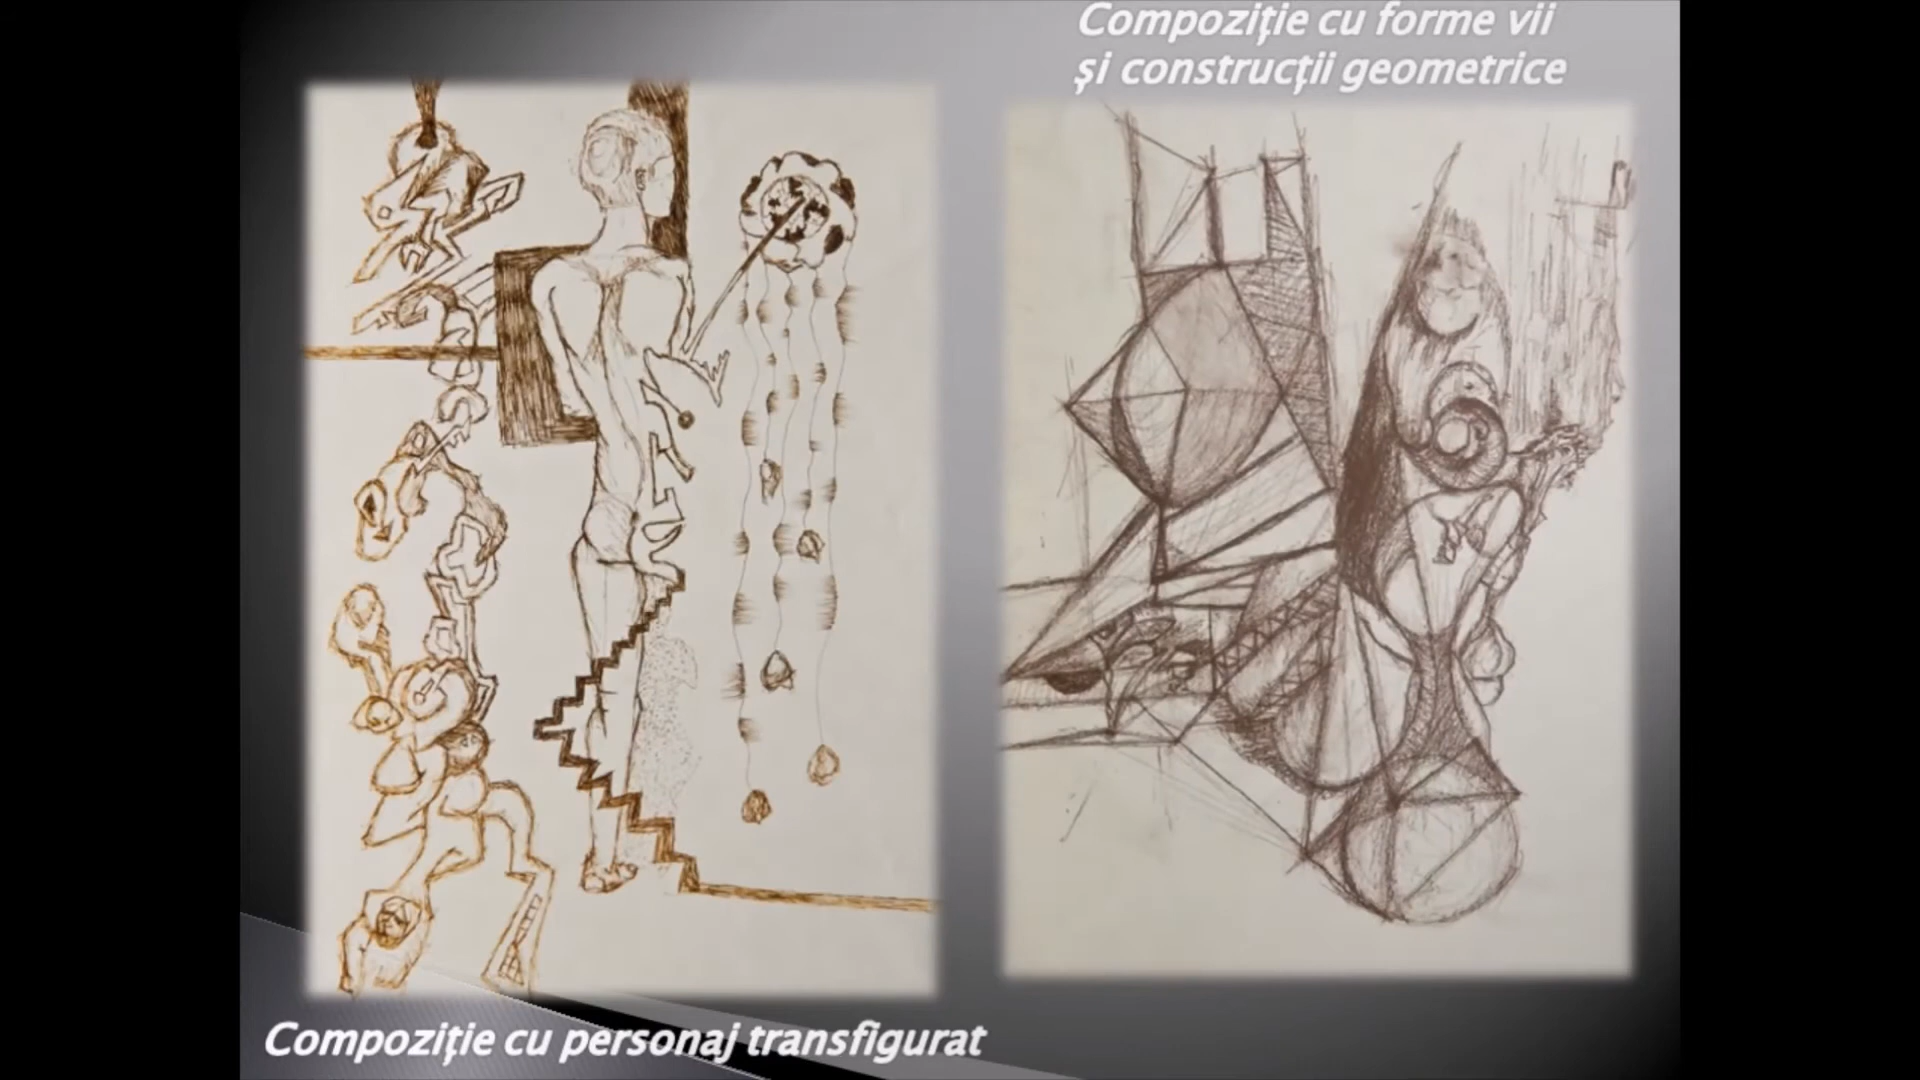 Compoziție cu forme vii
și construcții geometrice
Compoziție cu personaj transfigurat